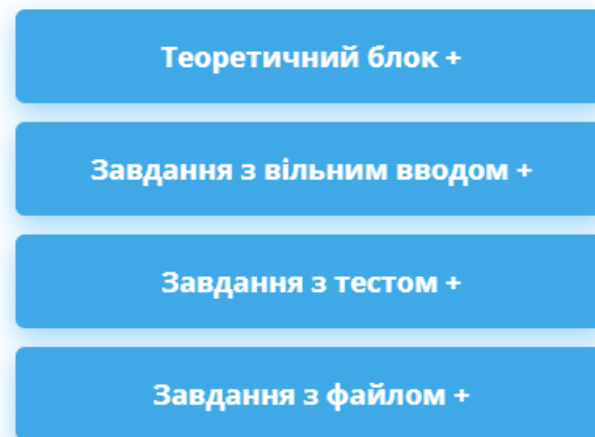 Теоретичний блок +
Завдання з вільним вводом +
Завдання з тестом +
Завдання з файлом +